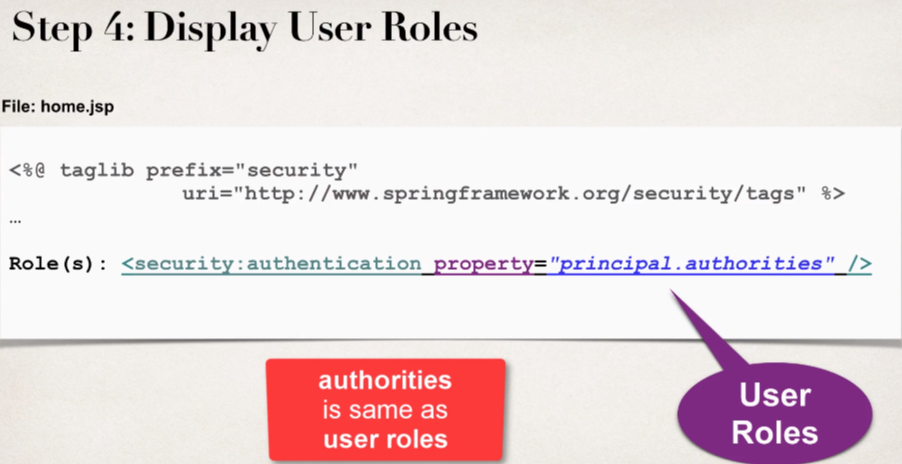 Step 4: Display User Roles
File: home.jsp
<%@ taglib prefix="security"
uri="http://www.springframework.org/security/tags" %>
…
Role(s): <security:authentication property="principal.authorities" />
authorities
is same as
user roles
User
Roles